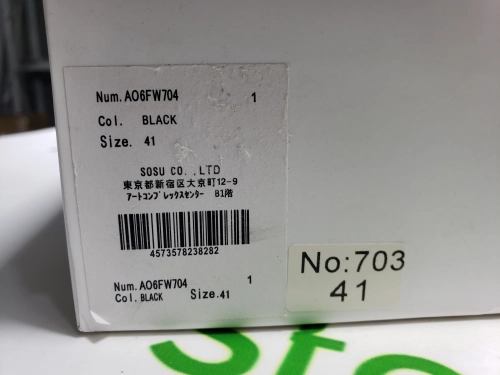 Num. AO6FW704 1
Col. BLACK
Size. 41
SOSU CO.,LTD
東京都新宿区大京町12-9
ｱｰﾄｺﾝﾌﾟﾚｯｸｽｾﾝﾀｰ B1階
4573578238282
Num. AO6FW704 1
Col. BLACK Size. 41
No:703
41